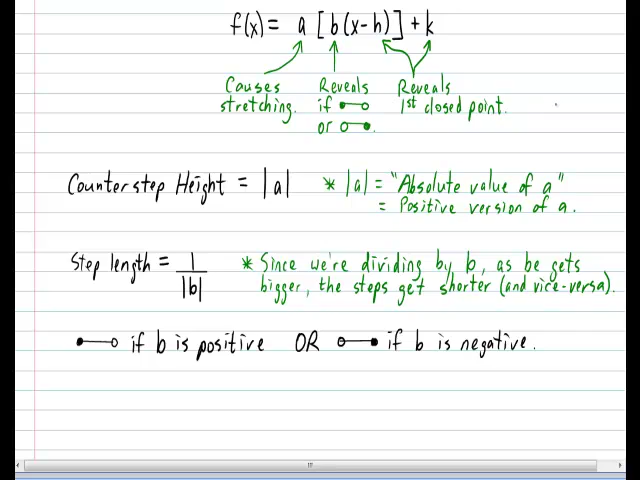 f(x) = a [b(x-h)] + k
Causes stretching.
Reveals if ●—○ or ○—●.
Reveals 1st closed point.
Counterstep Height = |a| * |a| = "Absolute value of a"
= Positive version of a.
Step length = 1/|b| * Since we're dividing by b, as be gets
bigger, the steps get shorter (and vice-versa).
●—○ if b is positive OR ○—● if b is negative.